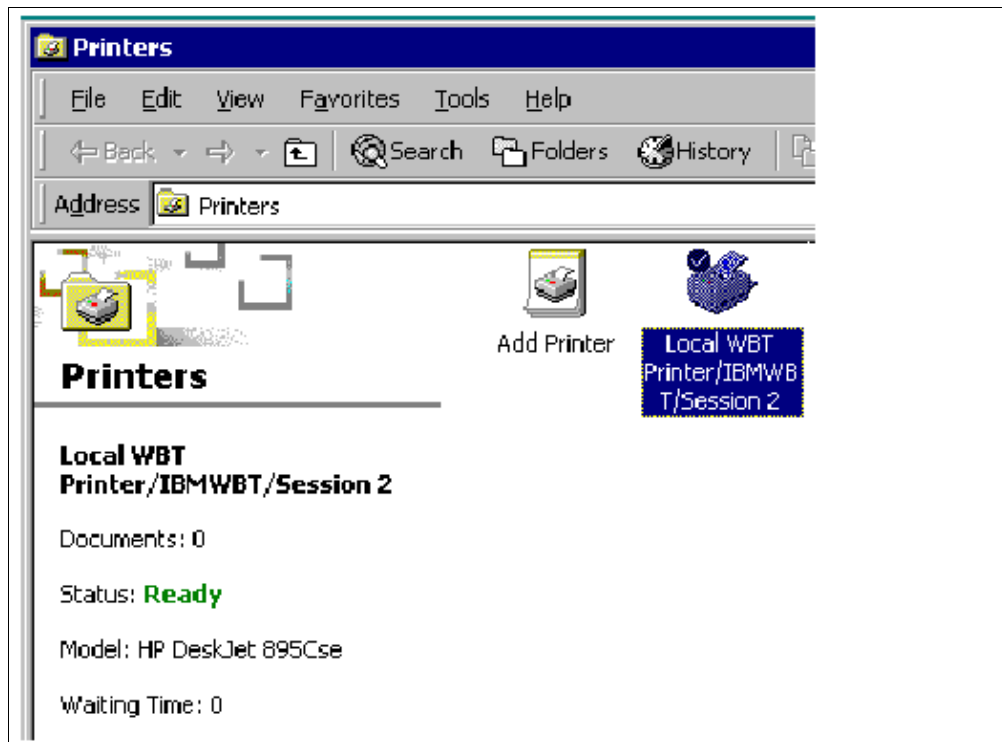 Printers
File Edit View Favorites Tools Help
Back Search Folders History
Address Printers
Add Printer
Local WBT
Printer/IBMWB
T/Session 2
Printers
Local WBT
Printer/IBMWBT/Session 2
Documents: 0
Status: Ready
Model: HP DeskJet 895Cse
Waiting Time: 0